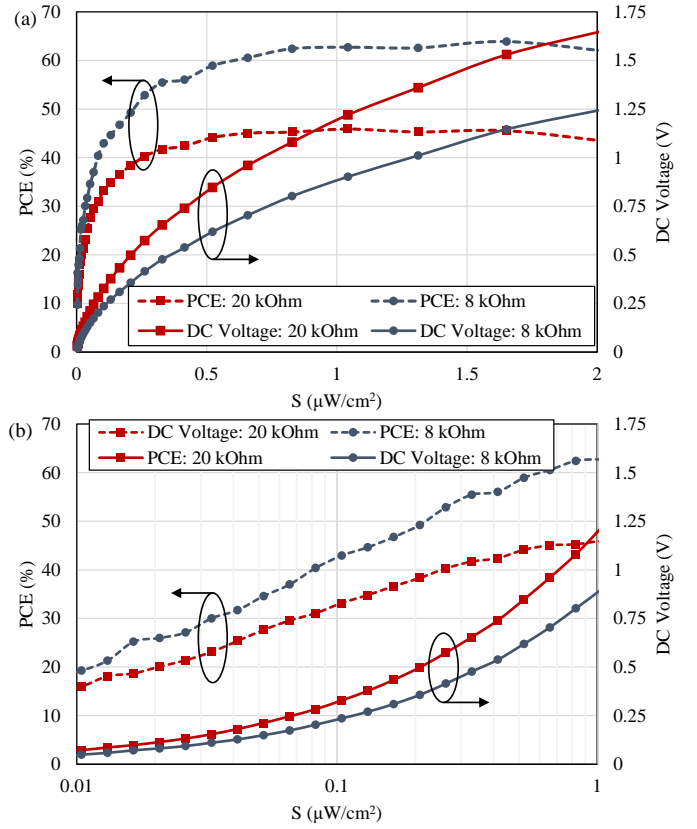 (a)
70
60
50
40
30
20
10
0
PCE (%)
1.75
1.5
1.25
1
0.75
0.5
0.25
0
DC Voltage (V)
PCE: 20 kOhm
PCE: 8 kOhm
DC Voltage: 20 kOhm
DC Voltage: 8 kOhm
0 0.5 1 1.5 2
S (μW/cm²)
(b)
70
60
50
40
30
20
10
0
PCE (%)
1.75
1.5
1.25
1
0.75
0.5
0.25
0
DC Voltage (V)
DC Voltage: 20 kOhm
PCE: 8 kOhm
PCE: 20 kOhm
DC Voltage: 8 kOhm
0.01 0.1 1
S (μW/cm²)